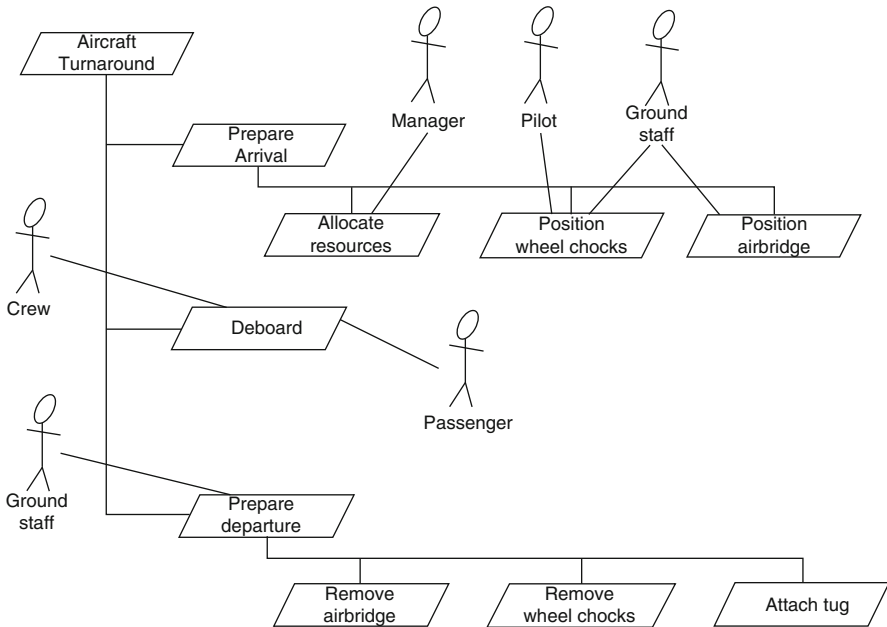 Aircraft
Turnaround
Manager
Pilot
Ground
staff
Prepare
Arrival
Allocate
resources
Position
wheel chocks
Position
airbridge
Crew
Deboard
Passenger
Ground
staff
Prepare
departure
Remove
airbridge
Remove
wheel chocks
Attach tug